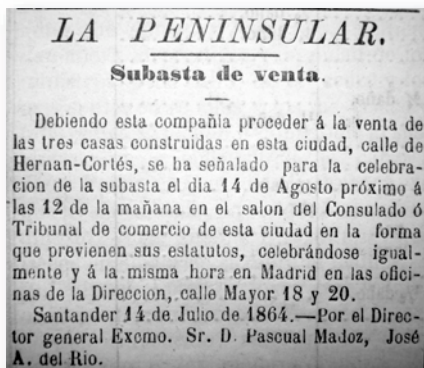 LA PENINSULAR.
Subasta de venta.
Debiendo esta compañía proceder á la venta de
las tres casas construidas en esta ciudad, calle de
Hernan-Cortés, se ha señalado para la celebra-
cion de la subasta el dia 14 de Agosto próximo á
las 12 de la mañana en el salon del Consulado ó
Tribunal de comercio de esta ciudad en la forma
que previenen sus estatutos, celebrándose igual-
mente y á la misma hora en Madrid en las ofici-
nas de la Direccion, calle Mayor 18 y 20.
Santander 14 de Julio de 1864.—Por el Direc-
tor general Excmo. Sr. D. Pascual Madoz, José
A. del Rio.